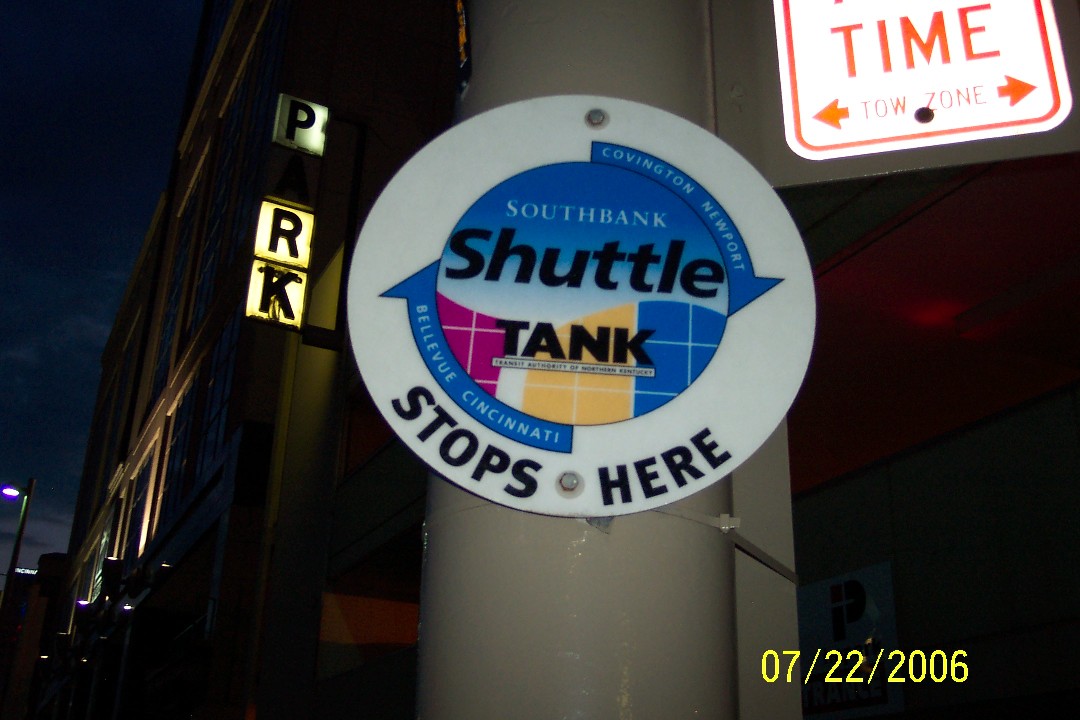 TIME
TOW ZONE
P
A
R
K
COVINGTON NEWPORT
SOUTHBANK
Shuttle
TANK
TRANSIT AUTHORITY OF NORTHERN KENTUCKY
BELLEVUE CINCINNATI
STOPS HERE
P
07/22/2006